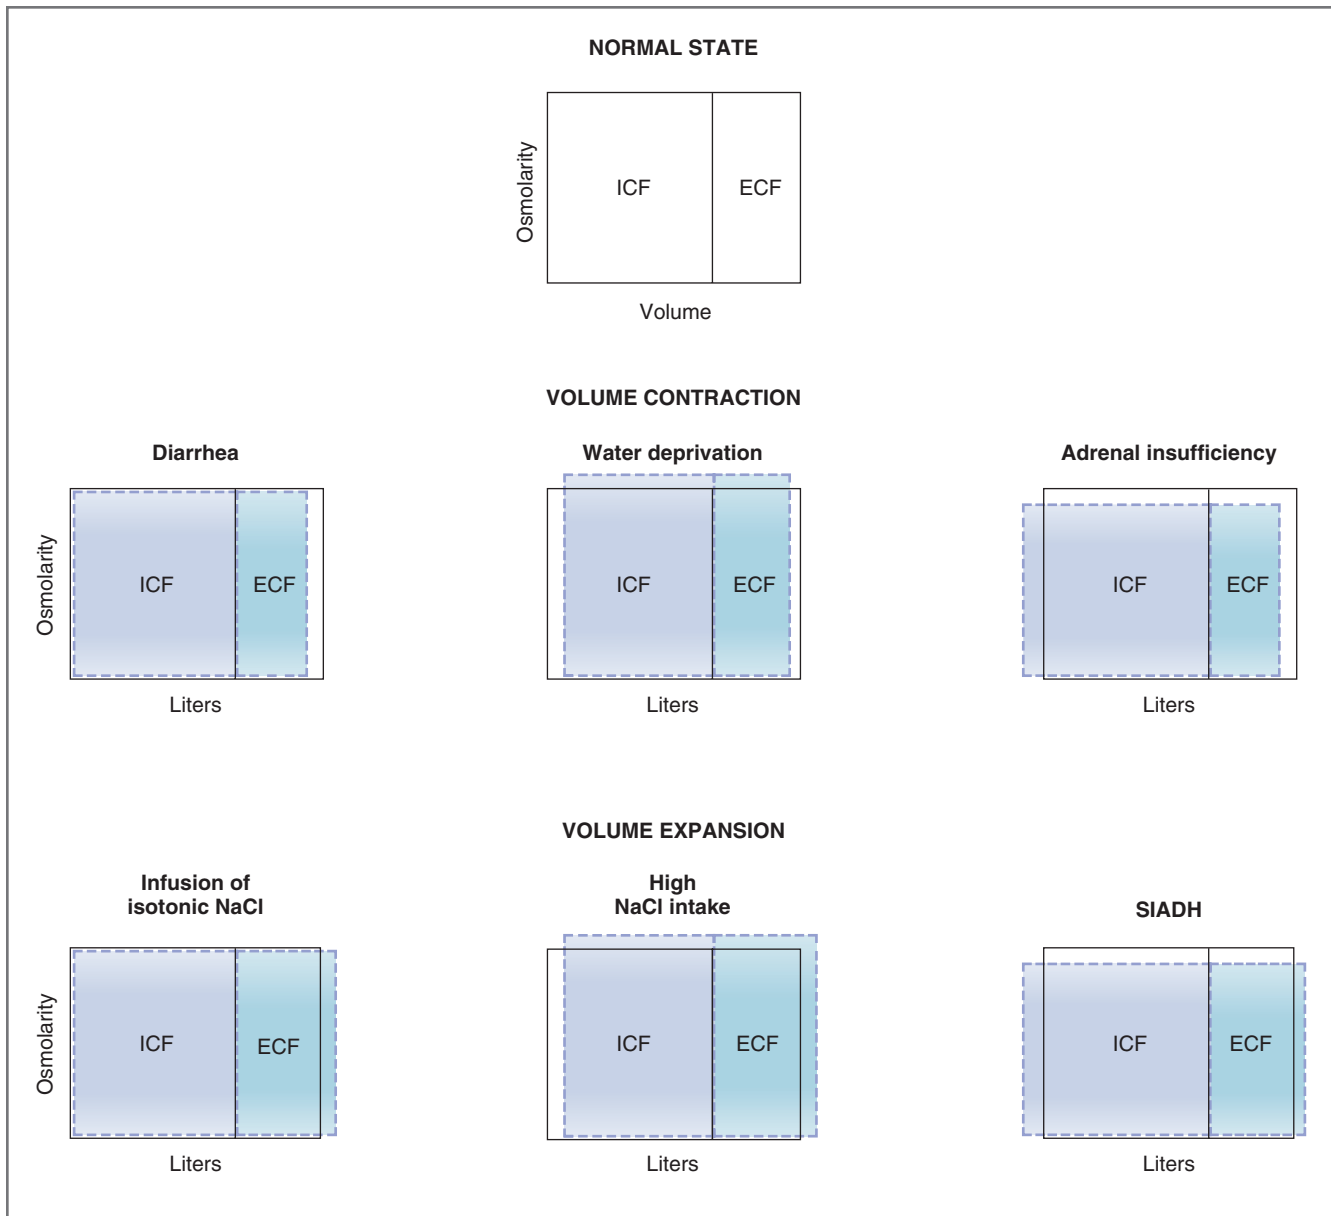 NORMAL STATE
Osmolarity
ICF
ECF
Volume
VOLUME CONTRACTION
Diarrhea
Osmolarity
ICF
ECF
Liters
Water deprivation
ICF
ECF
Liters
Adrenal insufficiency
ICF
ECF
Liters
VOLUME EXPANSION
Infusion of
isotonic NaCl
Osmolarity
ICF
ECF
Liters
High
NaCl intake
ICF
ECF
Liters
SIADH
ICF
ECF
Liters